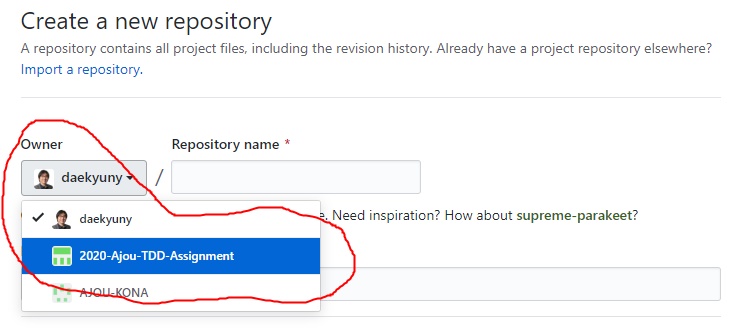 Create a new repository
A repository contains all project files, including the revision history. Already have a project repository elsewhere?
Import a repository.
Owner
Repository name *
daekyuny
/
daekyuny
e. Need inspiration? How about supreme-parakeet?
2020-Ajou-TDD-Assignment
AJOU-KONA